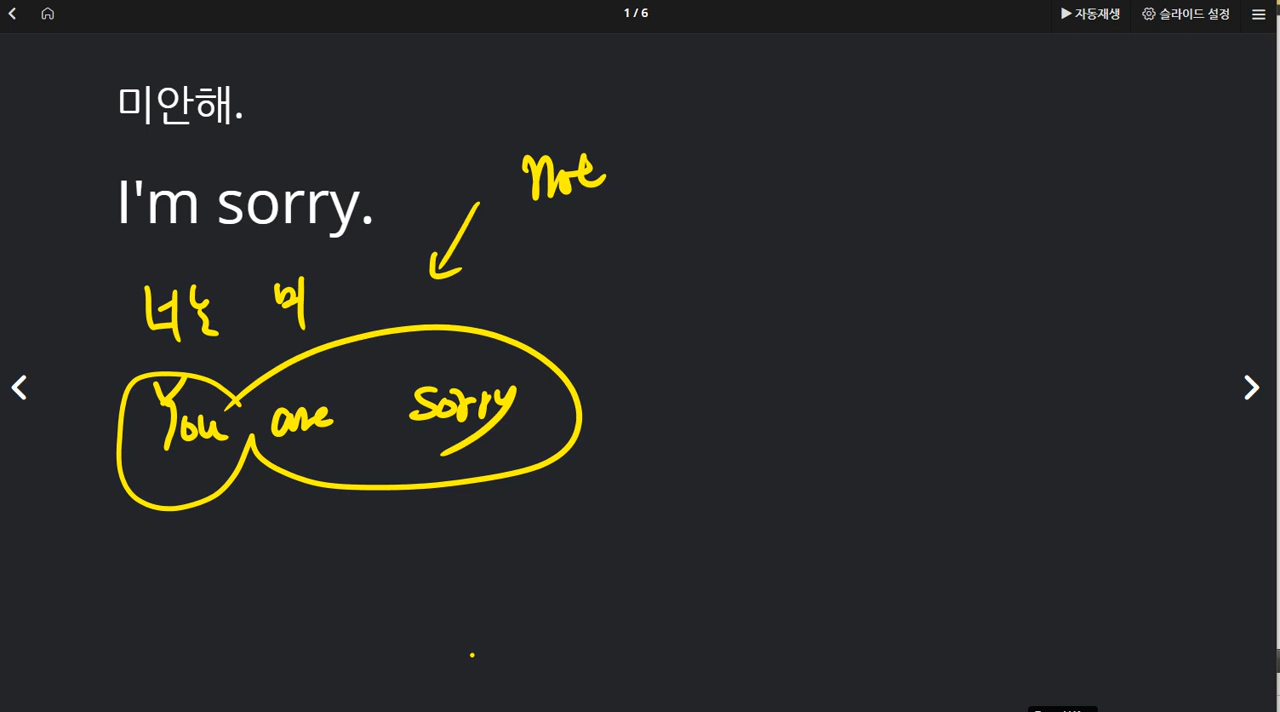 1 / 6
▶ 자동재생
슬라이드 설정
미안해.
I'm sorry.
not
너는
You are sorry